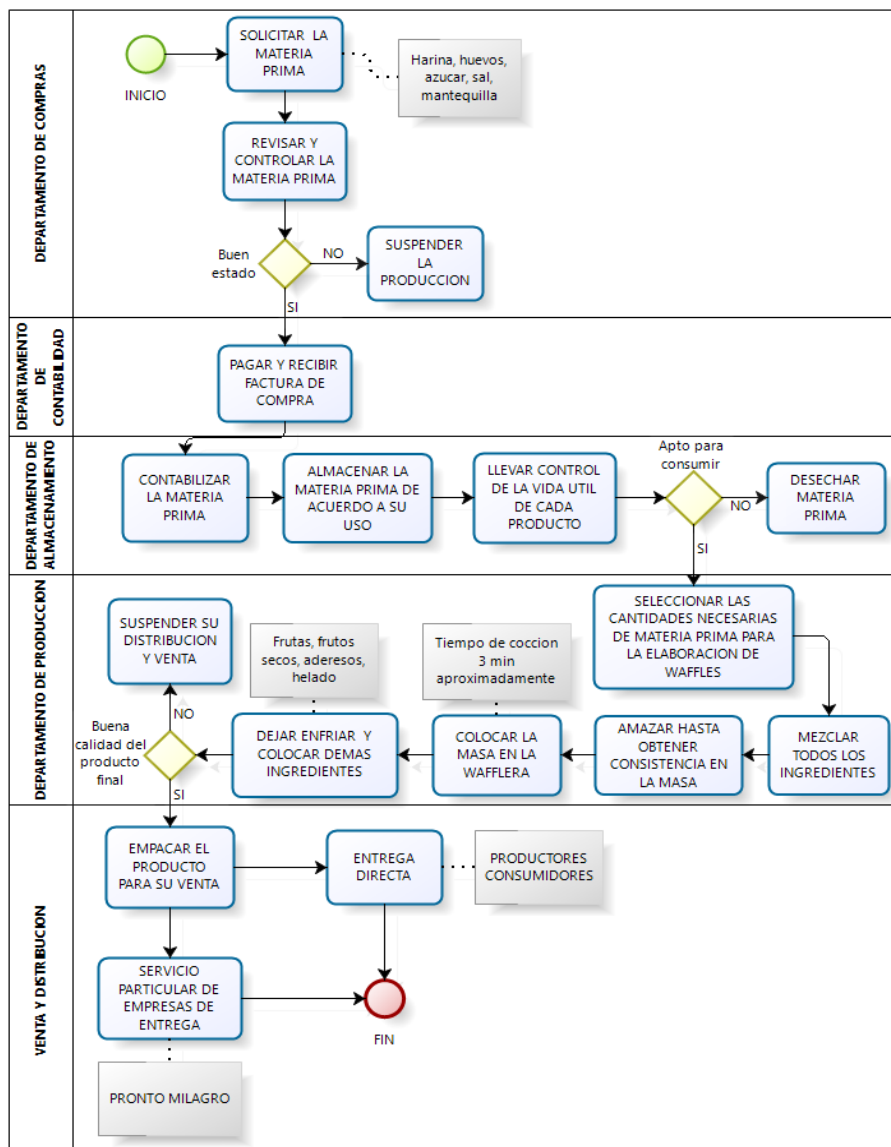 DEPARTAMENTO DE COMPRAS
SOLICITAR LA
MATERIA
PRIMA
Harina, huevos,
azucar, sal,
mantequilla
INICIO
REVISAR Y
CONTROLAR LA
MATERIA PRIMA
Buen
estado
NO
SUSPENDER
LA
PRODUCCION
SI
DEPARTAMENTO
DE
CONTABILIDAD
PAGAR Y RECIBIR
FACTURA DE
COMPRA
DEPARTAMENTO DE
ALMACENAMIENTO
CONTABILIZAR
LA MATERIA
PRIMA
ALMACENAR LA
MATERIA PRIMA DE
ACUERDO A SU
USO
LLEVAR CONTROL
DE LA VIDA UTIL
DE CADA
PRODUCTO
Apto para
consumir
NO
DESECHAR
MATERIA
PRIMA
SI
DEPARTAMENTO DE PRODUCCION
SELECCIONAR LAS
CANTIDADES NECESARIAS
DE MATERIA PRIMA PARA
LA ELABORACION DE
WAFFLES
SUSPENDER SU
DISTRIBUCION
Y VENTA
Frutas, frutos
secos, aderesos,
helado
Tiempo de coccion
3 min
aproximadamente
NO
Buena
calidad del
producto
final
DEJAR ENFRIAR Y
COLOCAR DEMAS
INGREDIENTES
COLOCAR LA
MASA EN LA
WAFFLERA
AMAZAR HASTA
OBTENER
CONSISTENCIA EN
LA MASA
MEZCLAR
TODOS LOS
INGREDIENTES
SI
VENTA Y DISTRIBUCION
EMPACAR EL
PRODUCTO
PARA SU VENTA
ENTREGA
DIRECTA
PRODUCTORES
CONSUMIDORES
SERVICIO
PARTICULAR DE
EMPRESAS DE
ENTREGA
FIN
PRONTO MILAGRO